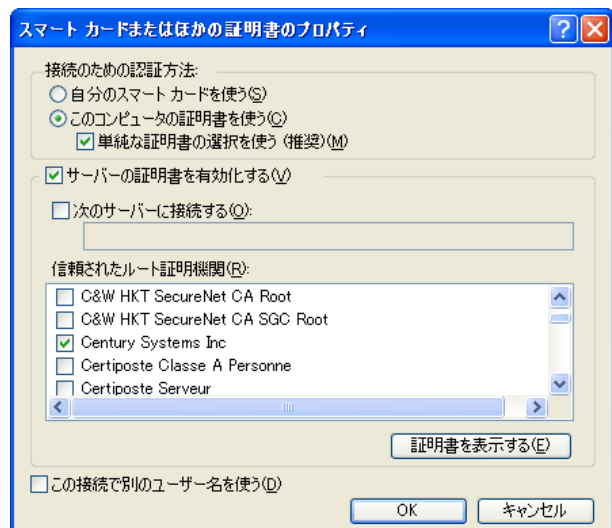 スマート カードまたはほかの証明書のプロパティ
接続のための認証方法:
自分のスマート カードを使う(S)
このコンピュータの証明書を使う(C)
単純な証明書の選択を使う (推奨)(M)
サーバーの証明書を有効化する(V)
次のサーバーに接続する(O):
信頼されたルート証明機関(R):
C&W HKT SecureNet CA Root
C&W HKT SecureNet CA SGC Root
Century Systems Inc
Certiposte Classe A Personne
Certiposte Serveur
証明書を表示する(E)
この接続で別のユーザー名を使う(D)
OK キャンセル